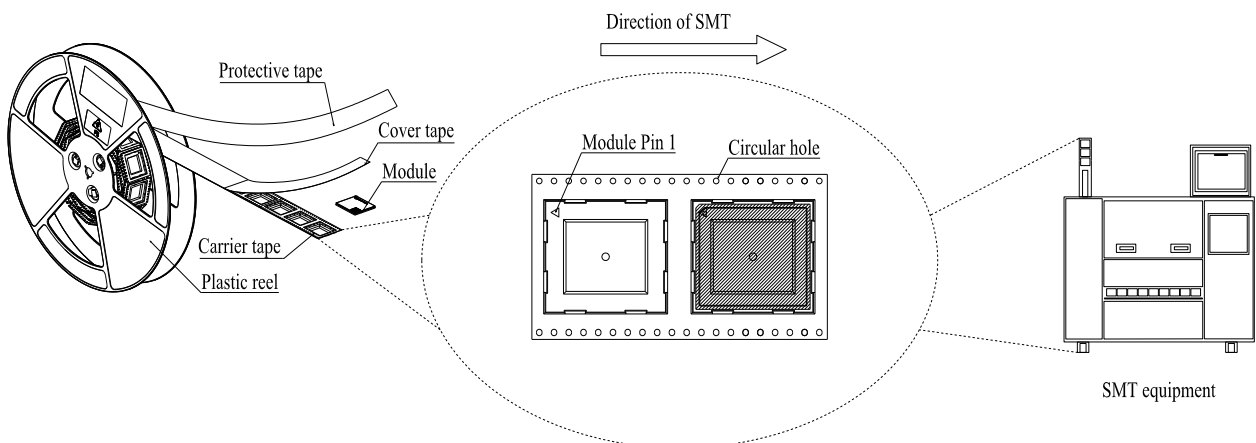 Direction of SMT
Protective tape
Cover tape
Module
Carrier tape
Plastic reel
Module Pin 1
Circular hole
SMT equipment